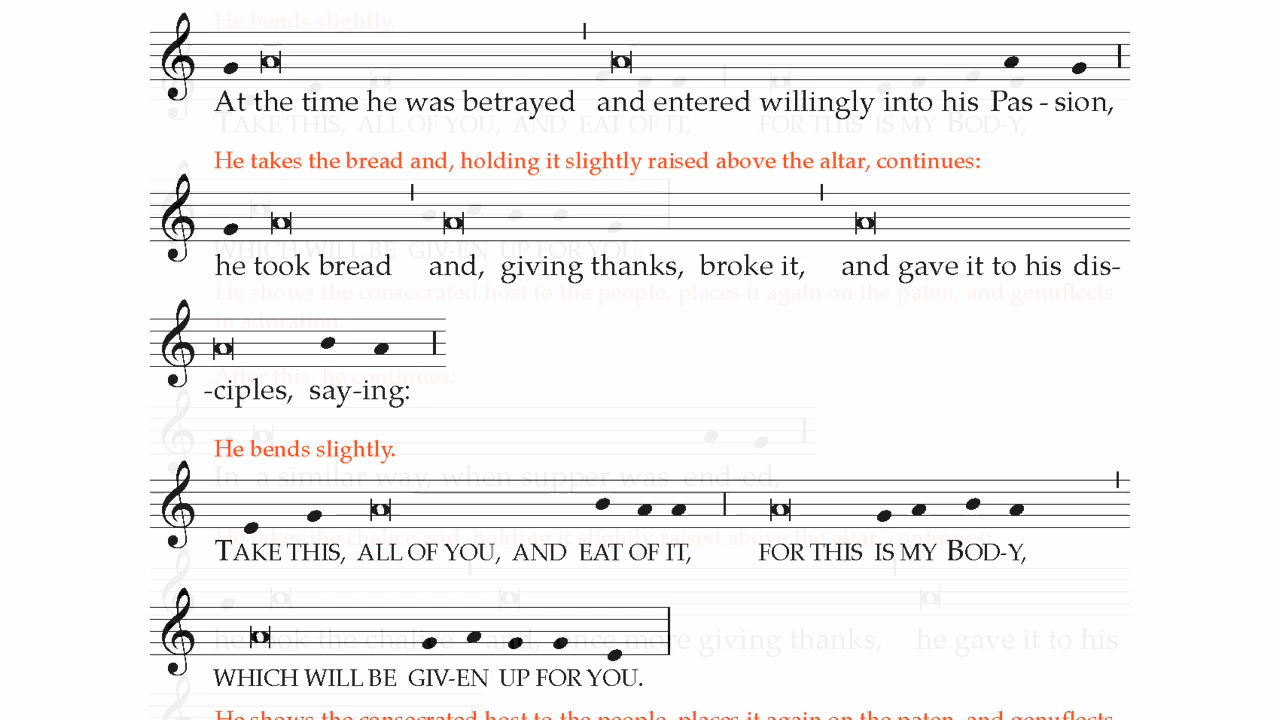 At the time he was betrayed and entered willingly into his Pas - sion,
He takes the bread and, holding it slightly raised above the altar, continues:
he took bread and, giving thanks, broke it, and gave it to his dis-
-ciples, say-ing:
He bends slightly.
TAKE THIS, ALL OF YOU, AND EAT OF IT, FOR THIS IS MY BOD-Y,
WHICH WILL BE GIV-EN UP FOR YOU.
He shows the consecrated host to the people, places it again on the paten, and genuflects